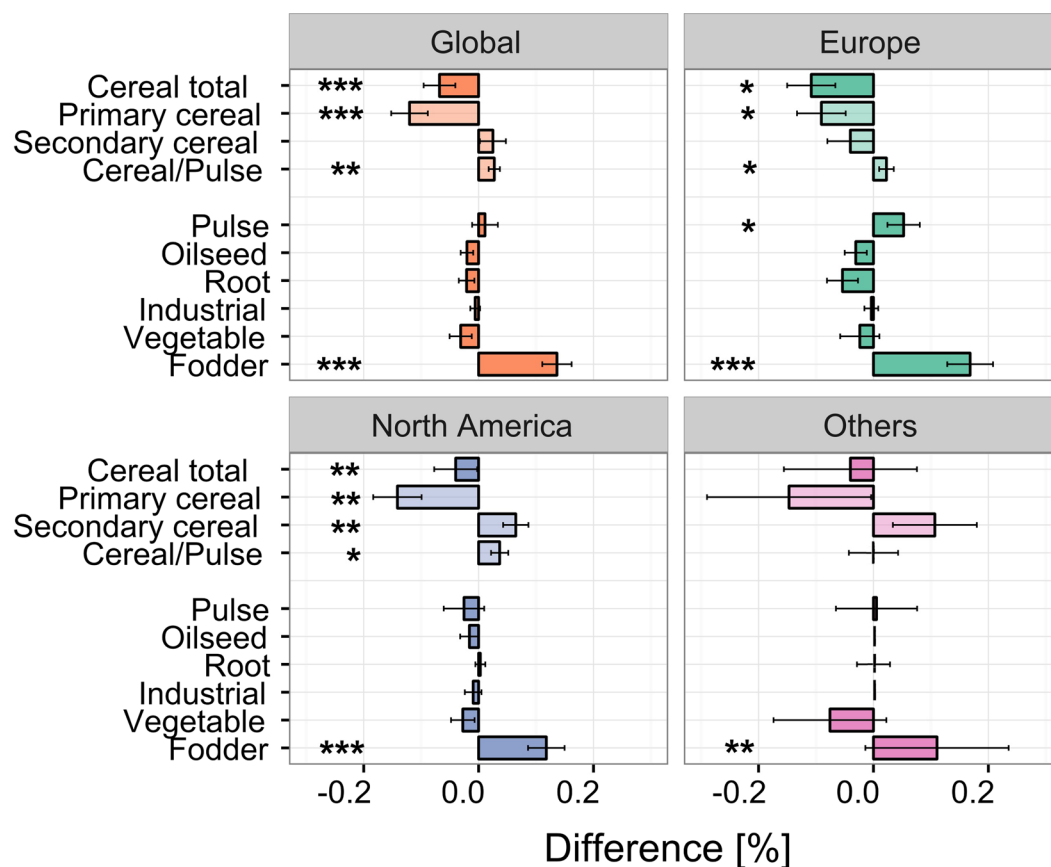 Global Europe
Cereal total *** *
Primary cereal *** *
Secondary cereal
Cereal/Pulse ** *
Pulse *
Oilseed
Root
Industrial
Vegetable
Fodder *** ***
North America Others
Cereal total **
Primary cereal **
Secondary cereal **
Cereal/Pulse *
Pulse
Oilseed
Root
Industrial
Vegetable
Fodder *** **
-0.2 0.0 0.2 -0.2 0.0 0.2
Difference [%]